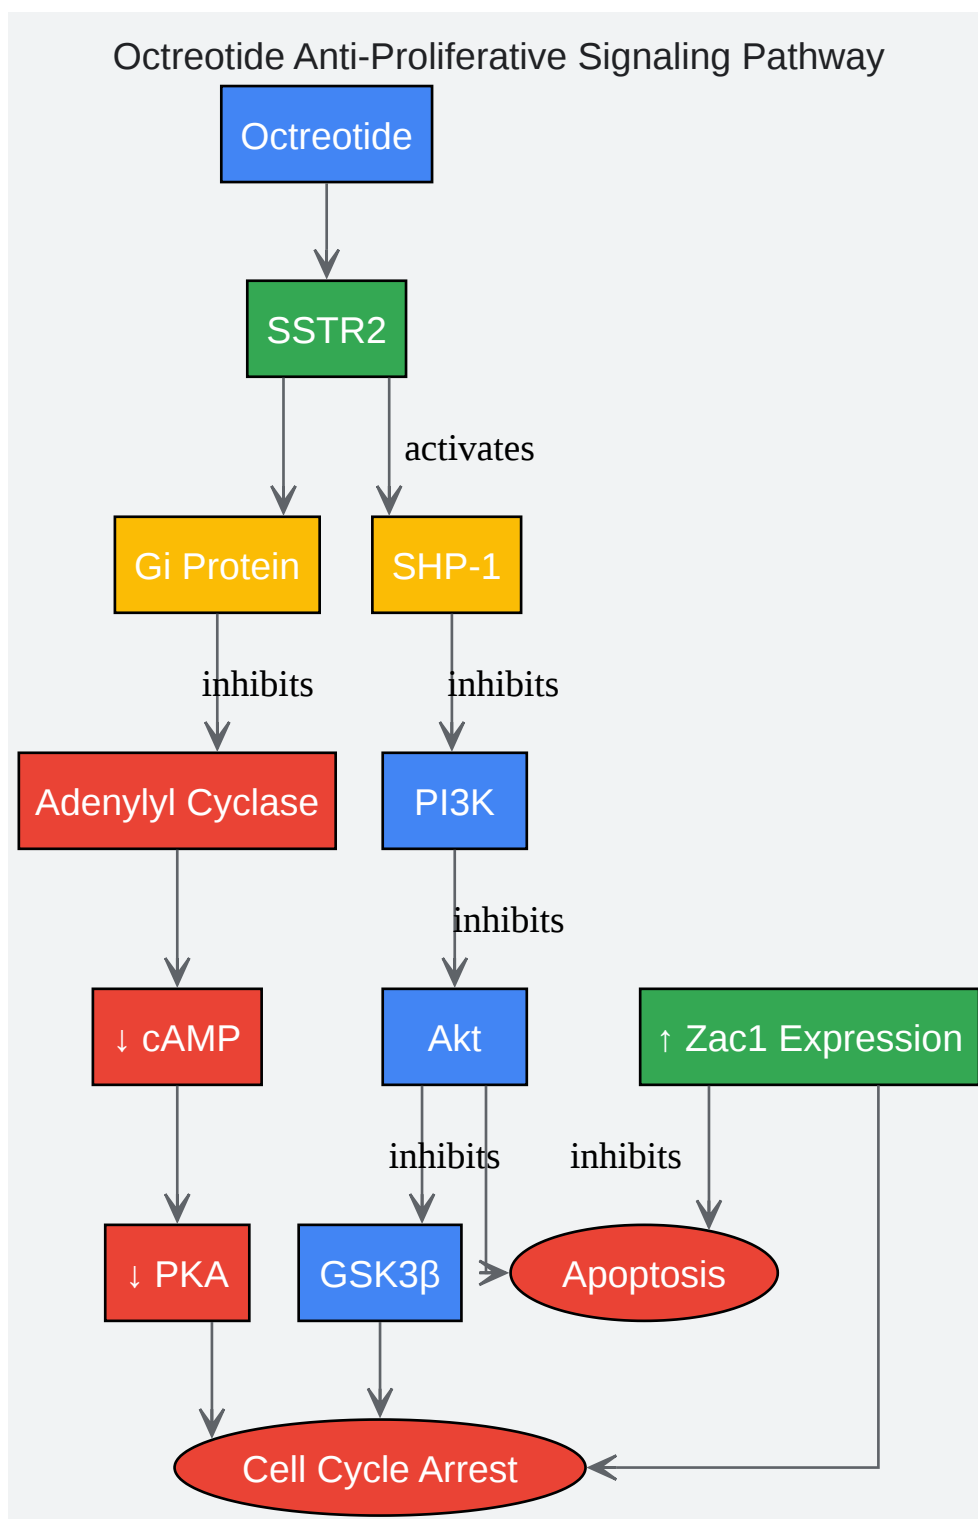 Octreotide Anti-Proliferative Signaling Pathway
Octreotide
SSTR2
activates
Gi Protein
SHP-1
inhibits
inhibits
Adenylyl Cyclase
PI3K
inhibits
↓ cAMP
Akt
↑ Zac1 Expression
inhibits
inhibits
↓ PKA
GSK3β
Apoptosis
Cell Cycle Arrest